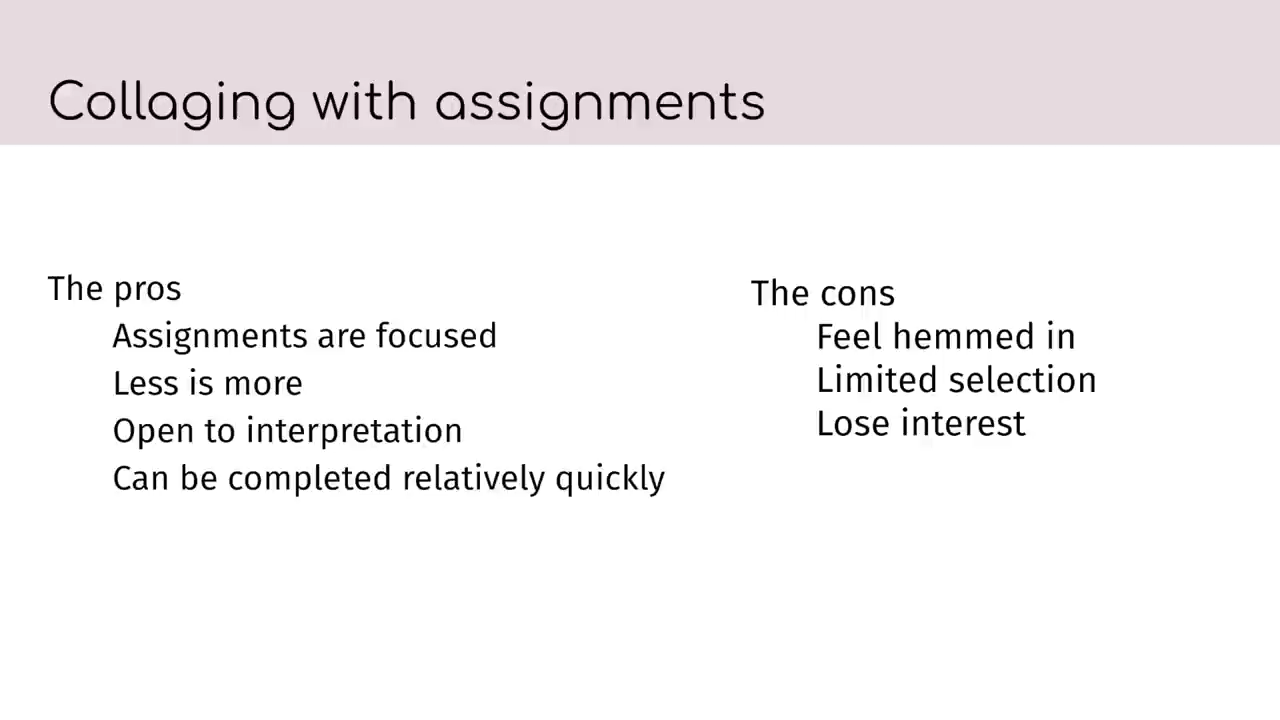 Collaging with assignments
The pros
Assignments are focused
Less is more
Open to interpretation
Can be completed relatively quickly
The cons
Feel hemmed in
Limited selection
Lose interest